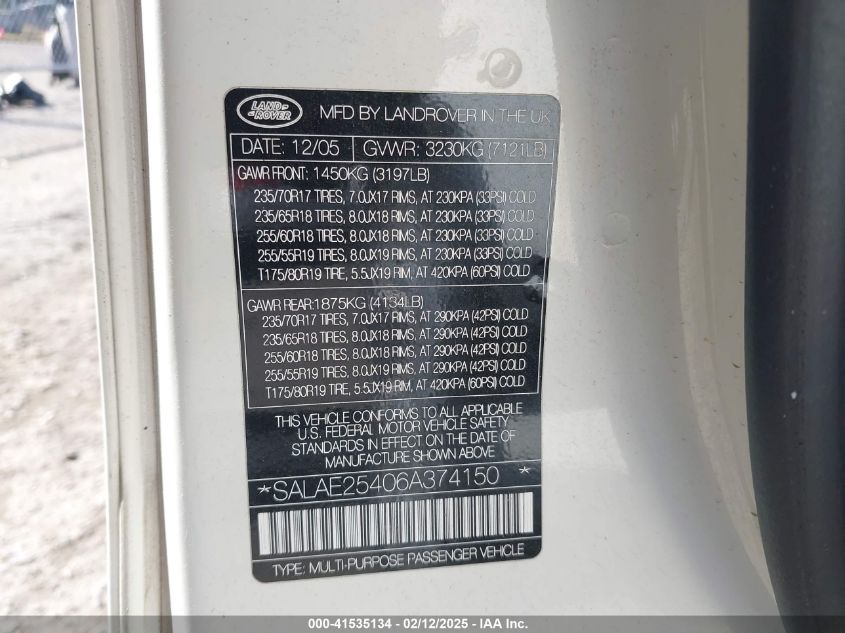 LAND-
-ROVER
MFD BY LANDROVER IN THE UK
DATE: 12/05 GVWR: 3230KG (7121LB)
GAWR FRONT: 1450KG (3197LB)
235/70R17 TIRES, 7.0JX17 RIMS, AT 230KPA (33PSI) COLD
235/65R18 TIRES, 8.0JX18 RIMS, AT 230KPA (33PSI) COLD
255/60R18 TIRES, 8.0JX18 RIMS, AT 230KPA (33PSI) COLD
255/55R19 TIRES, 8.0JX19 RIMS, AT 230KPA (33PSI) COLD
T175/80R19 TIRE, 5.5JX19 RIM, AT 420KPA (60PSI) COLD
GAWR REAR:1875KG (4134LB)
235/70R17 TIRES, 7.0JX17 RIMS, AT 290KPA (42PSI) COLD
235/65R18 TIRES, 8.0JX18 RIMS, AT 290KPA (42PSI) COLD
255/60R18 TIRES, 8.0JX18 RIMS, AT 290KPA (42PSI) COLD
255/55R19 TIRES, 8.0JX19 RIMS, AT 290KPA (42PSI) COLD
T175/80R19 TIRE, 5.5JX19 RIM, AT 420KPA (60PSI) COLD
THIS VEHICLE CONFORMS TO ALL APPLICABLE
U.S. FEDERAL MOTOR VEHICLE SAFETY
STANDARDS IN EFFECT ON THE DATE OF
MANUFACTURE SHOWN ABOVE
*SALAE25406A374150*
TYPE: MULTI-PURPOSE PASSENGER VEHICLE
000-41535134 - 02/12/2025 - IAA Inc.